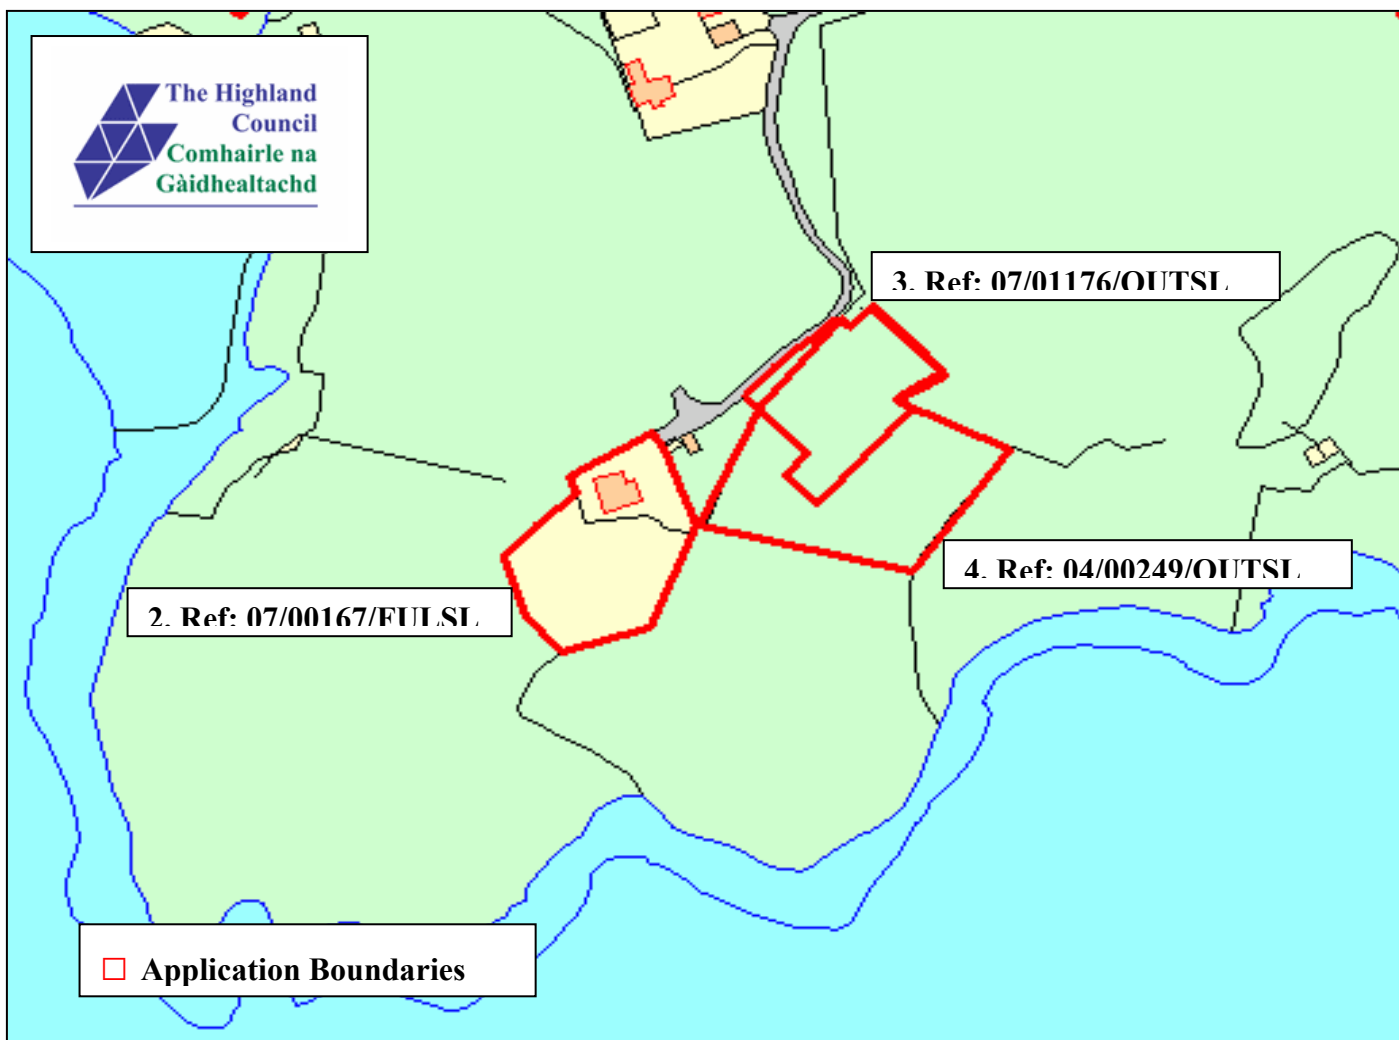 The Highland
Council
Comhairle na
Gàidhealtachd
3. Ref: 07/01176/OUTSL
4. Ref: 04/00249/OUTSL
2. Ref: 07/00167/FULSL
Application Boundaries